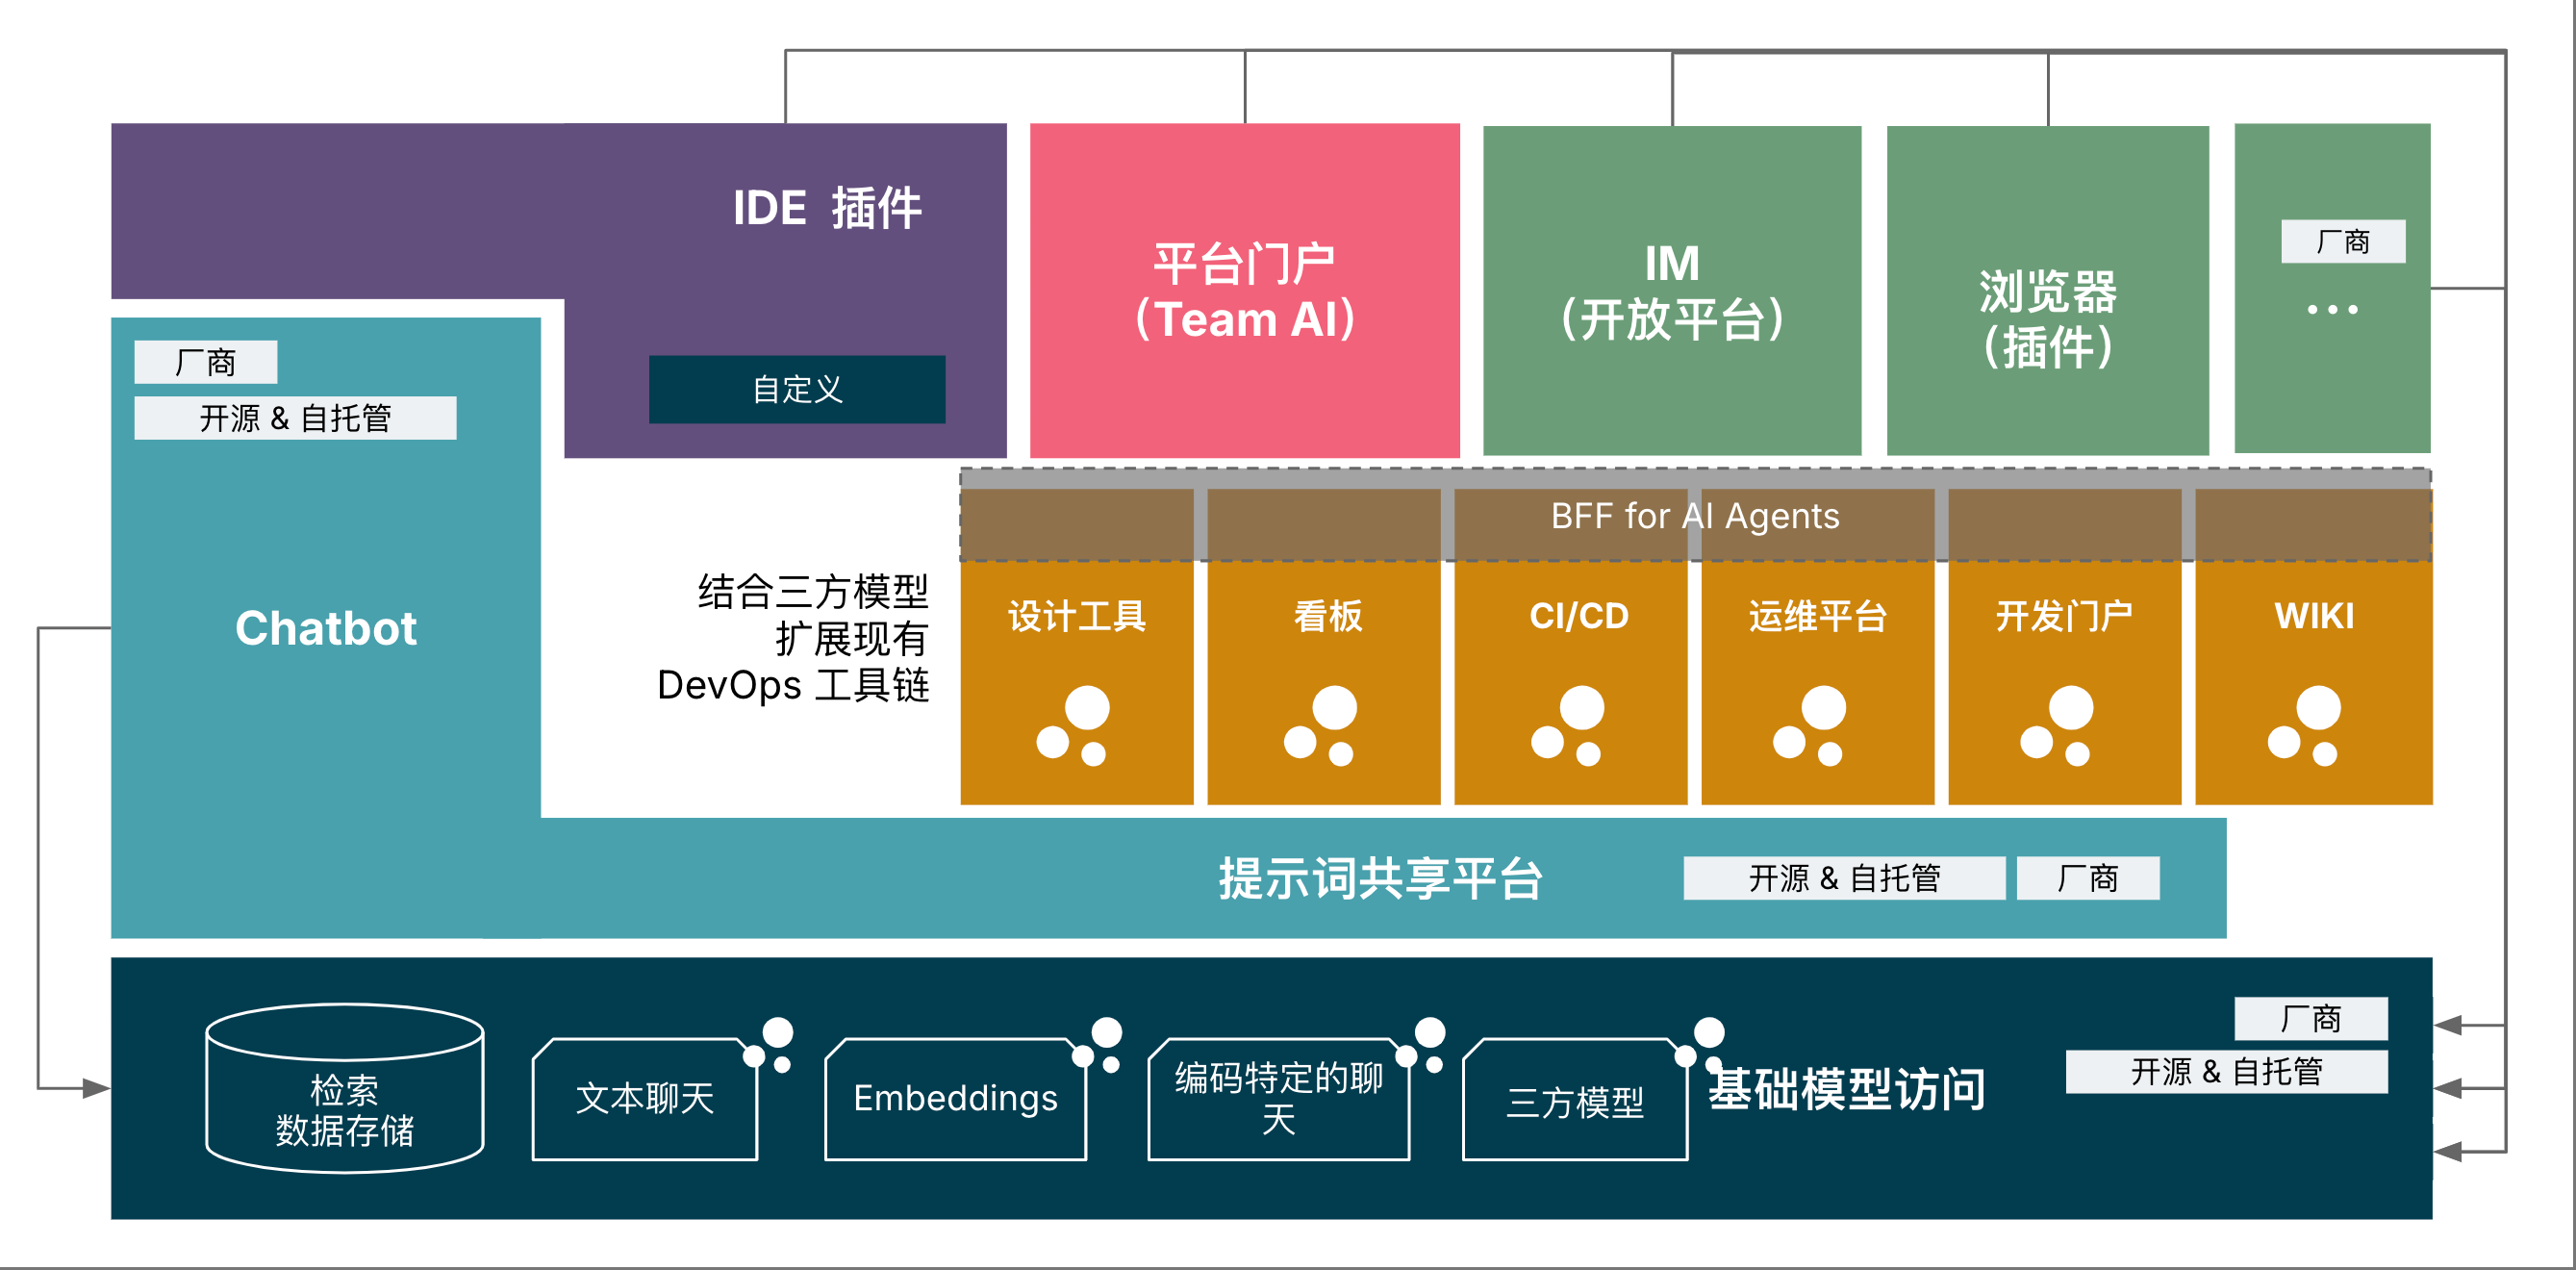 IDE 插件
自定义
平台门户
(Team AI)
IM
(开放平台)
浏览器
(插件)
厂商
...
厂商
开源 & 自托管
Chatbot
BFF for AI Agents
结合三方模型
扩展现有
DevOps 工具链
设计工具
看板
CI/CD
运维平台
开发门户
WIKI
提示词共享平台
开源 & 自托管
厂商
检索
数据存储
文本聊天
Embeddings
编码特定的聊
天
三方模型
基础模型访问
厂商
开源 & 自托管